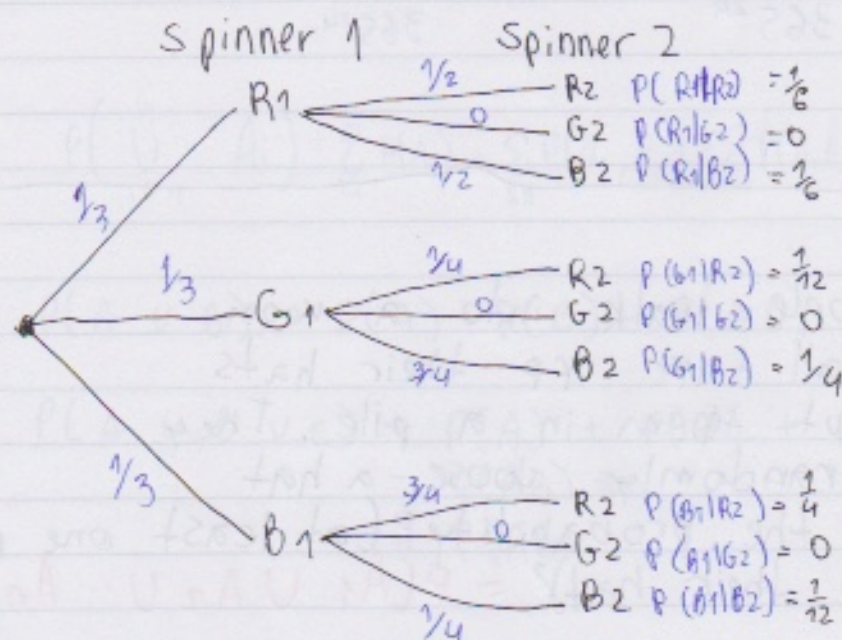 Spinner 1 Spinner 2
R1 1/2 R2 P(R1|R2) = 1/6
0 G2 P(R1|G2) = 0
1/2 B2 P(R1|B2) = 1/6
1/3
1/3 G1 1/4 R2 P(G1|R2) = 1/12
0 G2 P(G1|G2) = 0
3/4 B2 P(G1|B2) = 1/4
1/3
B1 3/4 R2 P(B1|R2) = 1/4
0 G2 P(B1|G2) = 0
1/4 B2 P(B1|B2) = 1/12